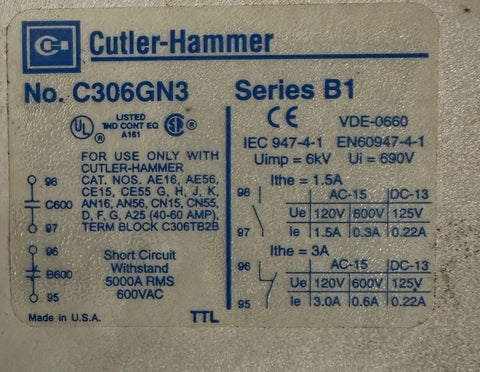 Cutler-Hammer
No. C306GN3
Series B1
UL
LISTED
IND CONT EQ
A161
SA
CE
VDE-0660
IEC 947-4-1 EN60947-4-1
Uimp = 6kV Ui = 690V
FOR USE ONLY WITH
CUTLER-HAMMER
CAT. NOS. AE16, AE56,
CE15, CE55 G, H, J, K,
AN16, AN56, CN15, CN55,
D, F, G, A25 (40-60 AMP),
TERM BLOCK C306TB2B
98
C600
97
96
B600
95
Short Circuit
Withstand
5000A RMS
600VAC
Made in U.S.A.
TTL
Ithe = 1.5A
98
97
AC-15 DC-13
Ue 120V 600V 125V
Ie 1.5A 0.3A 0.22A
Ithe = 3A
96
95
AC-15 DC-13
Ue 120V 600V 125V
Ie 3.0A 0.6A 0.22A